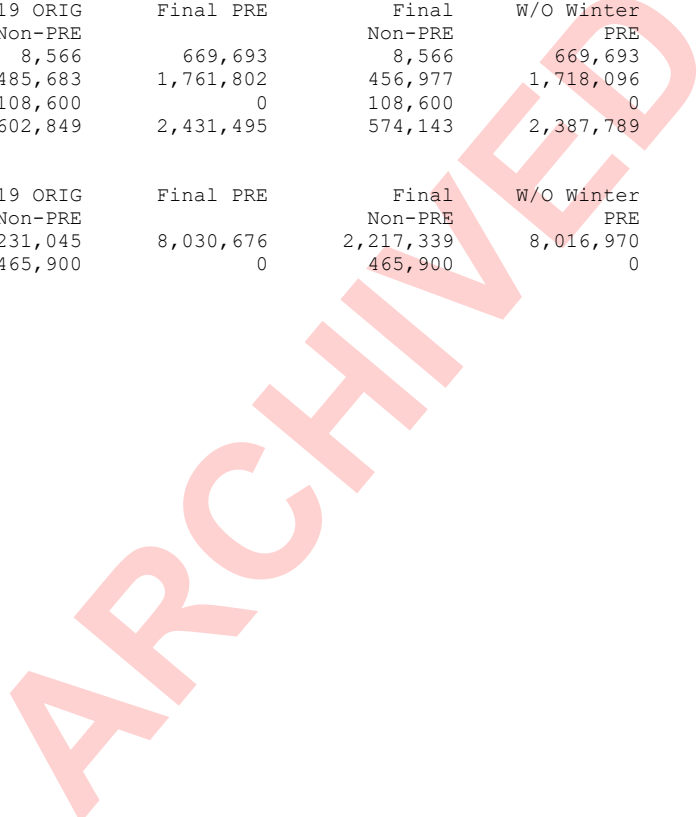 19 ORIG Final PRE Final W/O Winter
Non-PRE Non-PRE PRE
8,566 669,693 8,566 669,693
485,683 1,761,802 456,977 1,718,096
108,600 0 108,600 0
602,849 2,431,495 574,143 2,387,789
19 ORIG Final PRE Final W/O Winter
Non-PRE Non-PRE PRE
231,045 8,030,676 2,217,339 8,016,970
465,900 0 465,900 0
ARCHIVED